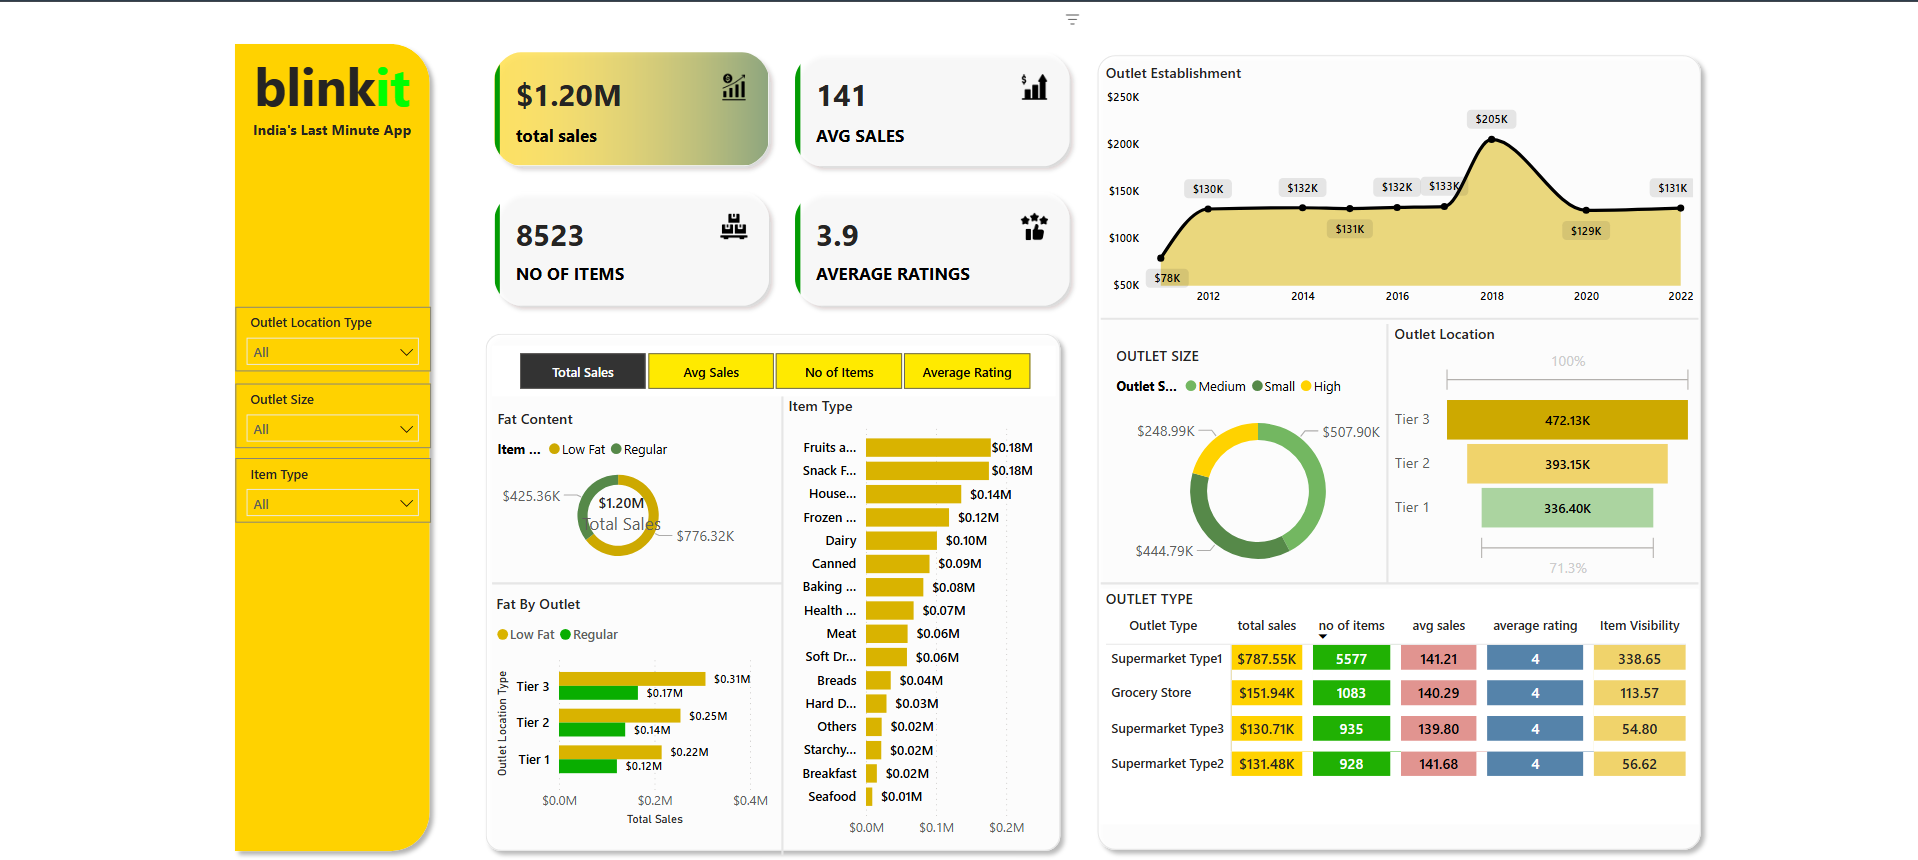 blinkit
India's Last Minute App
Outlet Location Type
All
Outlet Size
All
Item Type
All
$1.20M
total sales
141
AVG SALES
8523
NO OF ITEMS
3.9
AVERAGE RATINGS
Total Sales Avg Sales No of Items Average Rating
Fat Content
Item ... Low Fat Regular
$425.36K
$1.20M
Total Sales
$776.32K
Fat By Outlet
Low Fat Regular
Outlet Location Type
Tier 3 $0.31M
$0.17M
Tier 2 $0.25M
$0.14M
Tier 1 $0.22M
$0.12M
$0.0M $0.2M $0.4M
Total Sales
Item Type
Fruits a... $0.18M
Snack F... $0.18M
House... $0.14M
Frozen ... $0.12M
Dairy $0.10M
Canned $0.09M
Baking ... $0.08M
Health ... $0.07M
Meat $0.06M
Soft Dr... $0.06M
Breads $0.04M
Hard D... $0.03M
Others $0.02M
Starchy... $0.02M
Breakfast $0.02M
Seafood $0.01M
$0.0M $0.1M $0.2M
Outlet Establishment
$250K
$200K
$150K
$100K
$50K
$78K $130K $132K $131K $132K $133K $205K $129K $131K
2012 2014 2016 2018 2020 2022
OUTLET SIZE
Outlet S... Medium Small High
$248.99K $507.90K
$444.79K
Outlet Location
100%
Tier 3 472.13K
Tier 2 393.15K
Tier 1 336.40K
71.3%
OUTLET TYPE
Outlet Type total sales no of items avg sales average rating Item Visibility
Supermarket Type1 $787.55K 5577 141.21 4 338.65
Grocery Store $151.94K 1083 140.29 4 113.57
Supermarket Type3 $130.71K 935 139.80 4 54.80
Supermarket Type2 $131.48K 928 141.68 4 56.62